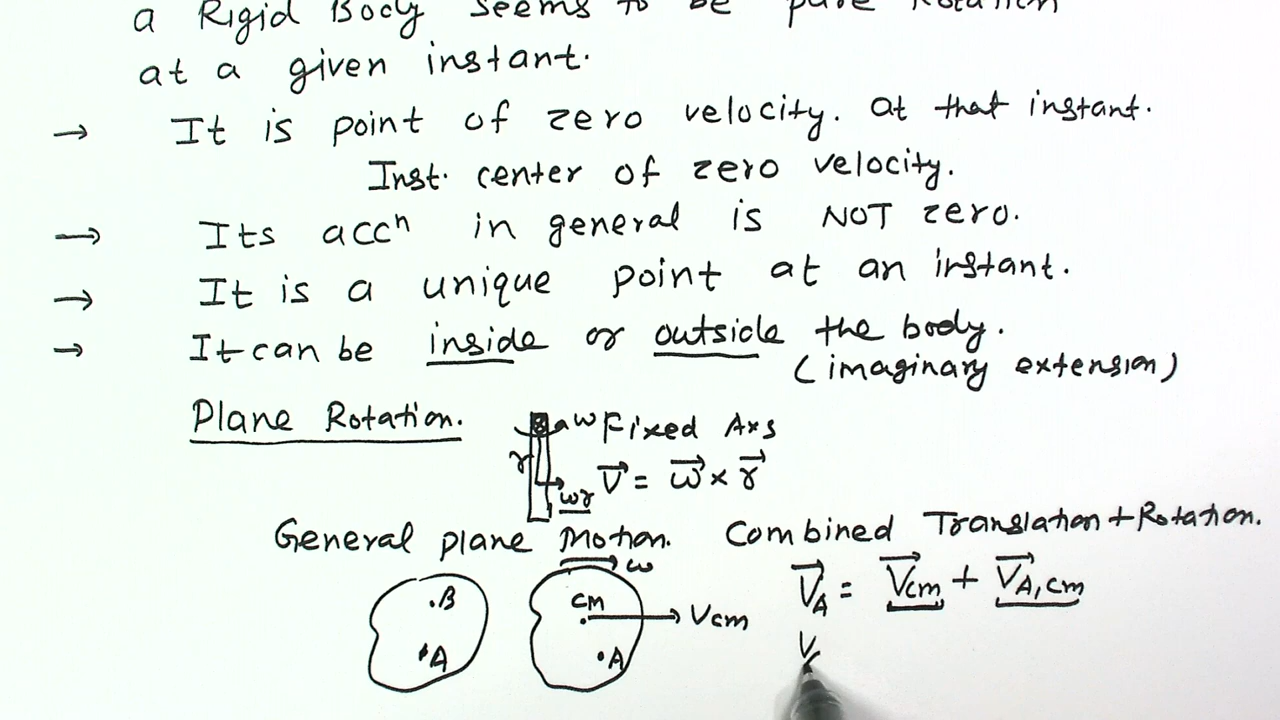 a Rigid Body seems to be pure Rotation
at a given instant.
→ It is point of zero velocity. at that instant.
Inst. center of zero velocity.
→ Its accⁿ in general is NOT zero.
→ It is a unique point at an instant.
→ It can be inside or outside the body.
(imaginary extension)
Plane Rotation.
ω Fixed Axs
r V⃗ = ω⃗ × r⃗
ωr
General plane Motion. Combined Translation + Rotation.
ω
.B
.A
CM
Vcm
.A
V⃗A = V⃗cm + V⃗A,cm
V